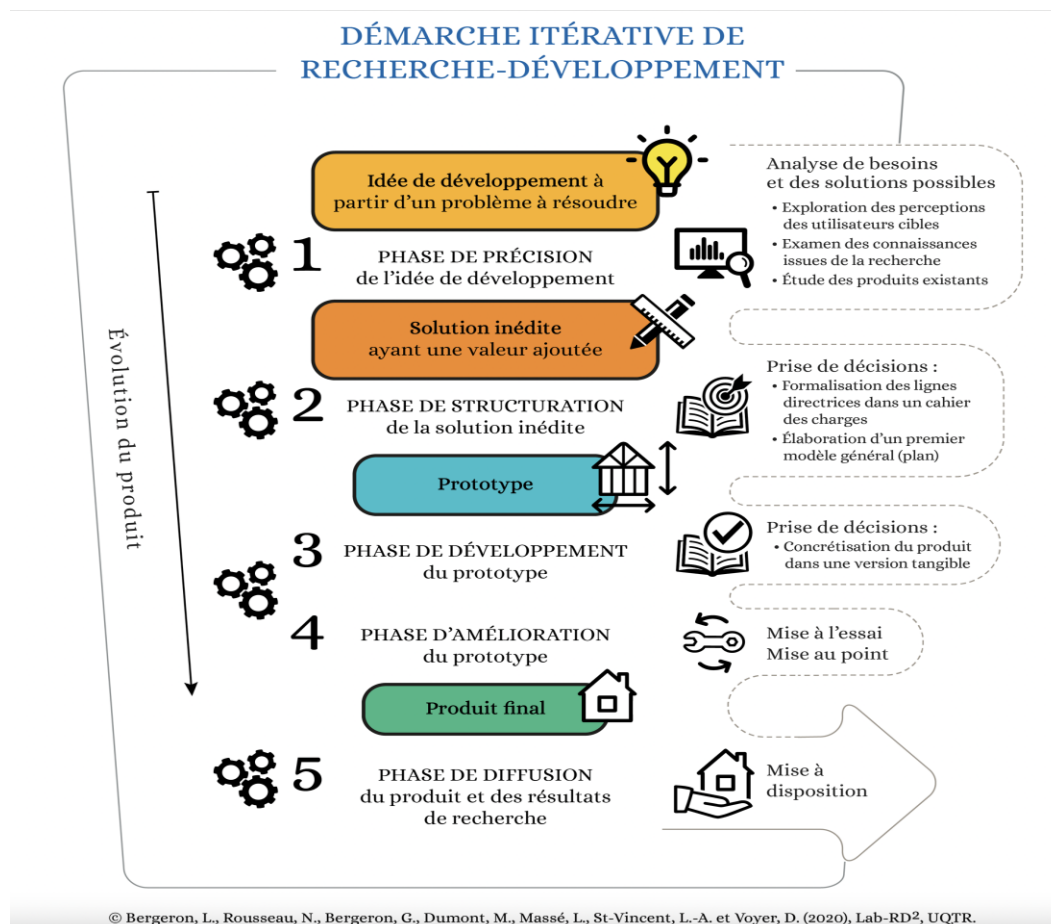 DÉMARCHE ITÉRATIVE DE
RECHERCHE-DÉVELOPPEMENT
Idée de développement à
partir d'un problème à résoudre
1
PHASE DE PRÉCISION
de l'idée de développement
Analyse de besoins
et des solutions possibles
• Exploration des perceptions
des utilisateurs cibles
• Examen des connaissances
issues de la recherche
• Étude des produits existants
Solution inédite
ayant une valeur ajoutée
2
PHASE DE STRUCTURATION
de la solution inédite
Prise de décisions :
• Formalisation des lignes
directrices dans un cahier
des charges
• Élaboration d'un premier
modèle général (plan)
Évolution du produit
Prototype
3
PHASE DE DÉVELOPPEMENT
du prototype
Prise de décisions :
• Concrétisation du produit
dans une version tangible
4
PHASE D'AMÉLIORATION
du prototype
Mise à l'essai
Mise au point
Produit final
5
PHASE DE DIFFUSION
du produit et des résultats
de recherche
Mise à
disposition
© Bergeron, L., Rousseau, N., Bergeron, G., Dumont, M., Massé, L., St-Vincent, L.-A. et Voyer, D. (2020), Lab-RD², UQTR.